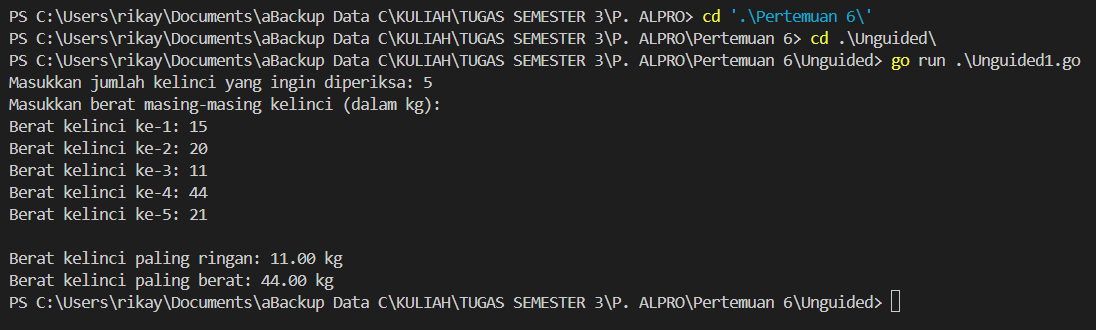 PS C:\Users\rikay\Documents\aBackup Data C\KULIAH\TUGAS SEMESTER 3\P. ALPRO> cd '.\Pertemuan 6\'
PS C:\Users\rikay\Documents\aBackup Data C\KULIAH\TUGAS SEMESTER 3\P. ALPRO\Pertemuan 6> cd .\Unguided\
PS C:\Users\rikay\Documents\aBackup Data C\KULIAH\TUGAS SEMESTER 3\P. ALPRO\Pertemuan 6\Unguided> go run .\Unguided1.go
Masukkan jumlah kelinci yang ingin diperiksa: 5
Masukkan berat masing-masing kelinci (dalam kg):
Berat kelinci ke-1: 15
Berat kelinci ke-2: 20
Berat kelinci ke-3: 11
Berat kelinci ke-4: 44
Berat kelinci ke-5: 21

Berat kelinci paling ringan: 11.00 kg
Berat kelinci paling berat: 44.00 kg
PS C:\Users\rikay\Documents\aBackup Data C\KULIAH\TUGAS SEMESTER 3\P. ALPRO\Pertemuan 6\Unguided>